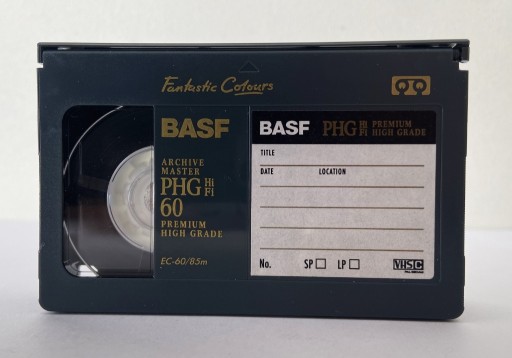 Fantastic Colours
BASF
ARCHIVE
MASTER
PHG Hi Fi
60
PREMIUM
HIGH GRADE
EC-60/85m
BASF PHG Hi Fi PREMIUM HIGH GRADE
TITLE
DATE LOCATION
No. SP LP VHS C